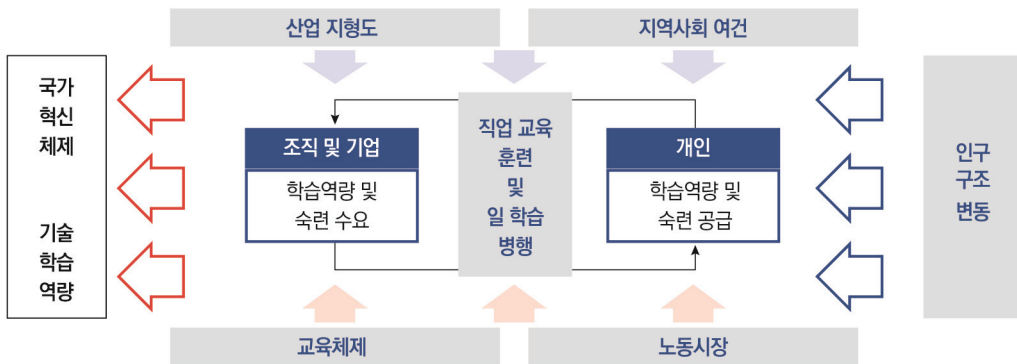 산업 지형도
지역사회 여건
국가
혁신
체제
기술
학습
역량
조직 및 기업
학습역량 및
숙련 수요
직업 교육
훈련
및
일 학습
병행
개인
학습역량 및
숙련 공급
인구
구조
변동
교육체제
노동시장